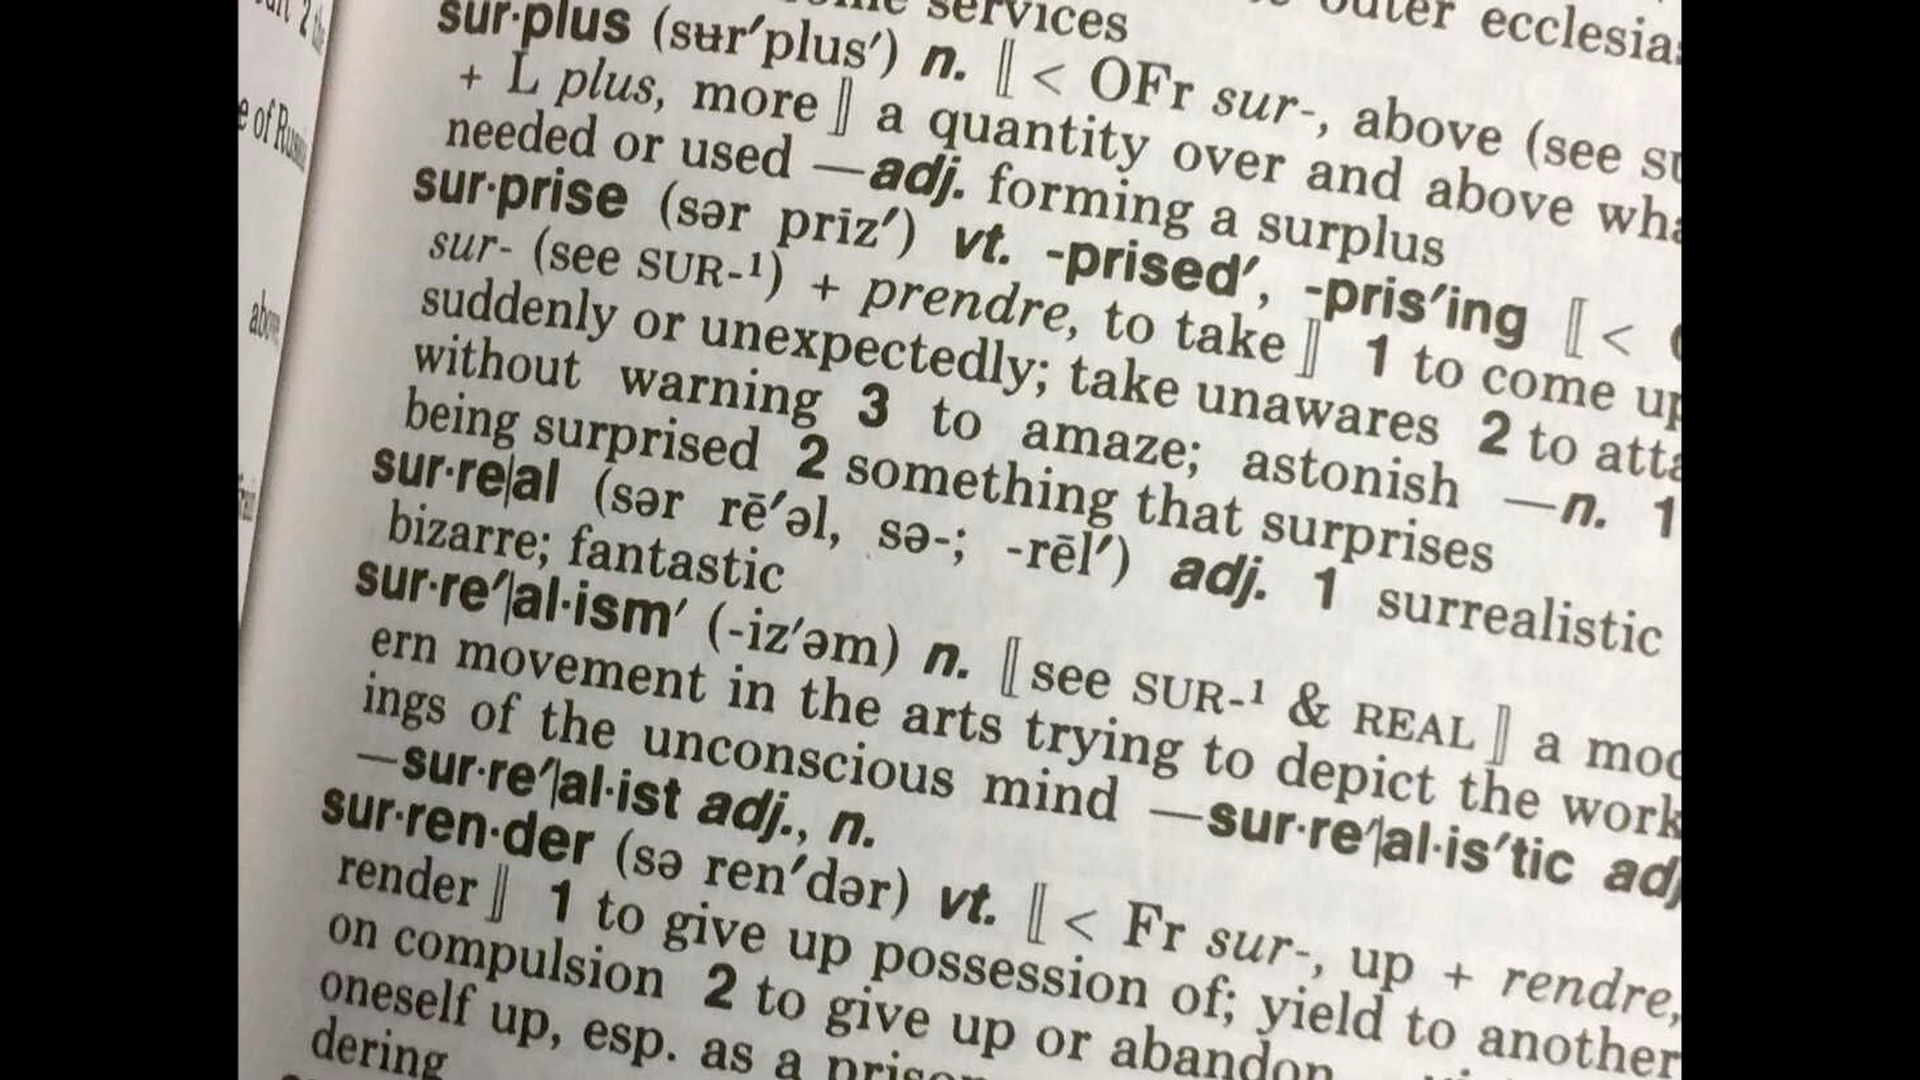 services outer ecclesia
sur·plus (sʉr′plus′) n. ⟦< OFr sur-, above (see
+ L plus, more⟧ a quantity over and above
needed or used —adj. forming a surplus
sur·prise (sər prīz′) vt. -prised′, -pris′ing ⟦<
sur- (see SUR-¹) + prendre, to take⟧ 1 to come
suddenly or unexpectedly; take unawares 2 to
without warning 3 to amaze; astonish —n. 1
being surprised 2 something that surprises
sur·re|al (sər rē′əl, sə-; -rēl′) adj. 1 surrealistic
bizarre; fantastic
sur·re′|al·ism′ (-iz′əm) n. ⟦see SUR-¹ & REAL⟧ a
ern movement in the arts trying to depict the work
ings of the unconscious mind —sur·re′|al·is′tic adj
—sur·re′|al·ist adj., n.
sur·ren·der (sə ren′dər) vt. ⟦< Fr sur-, up + rendre,
render⟧ 1 to give up possession of; yield to another
on compulsion 2 to give up or abandon
oneself up, esp. as a
dering
e of